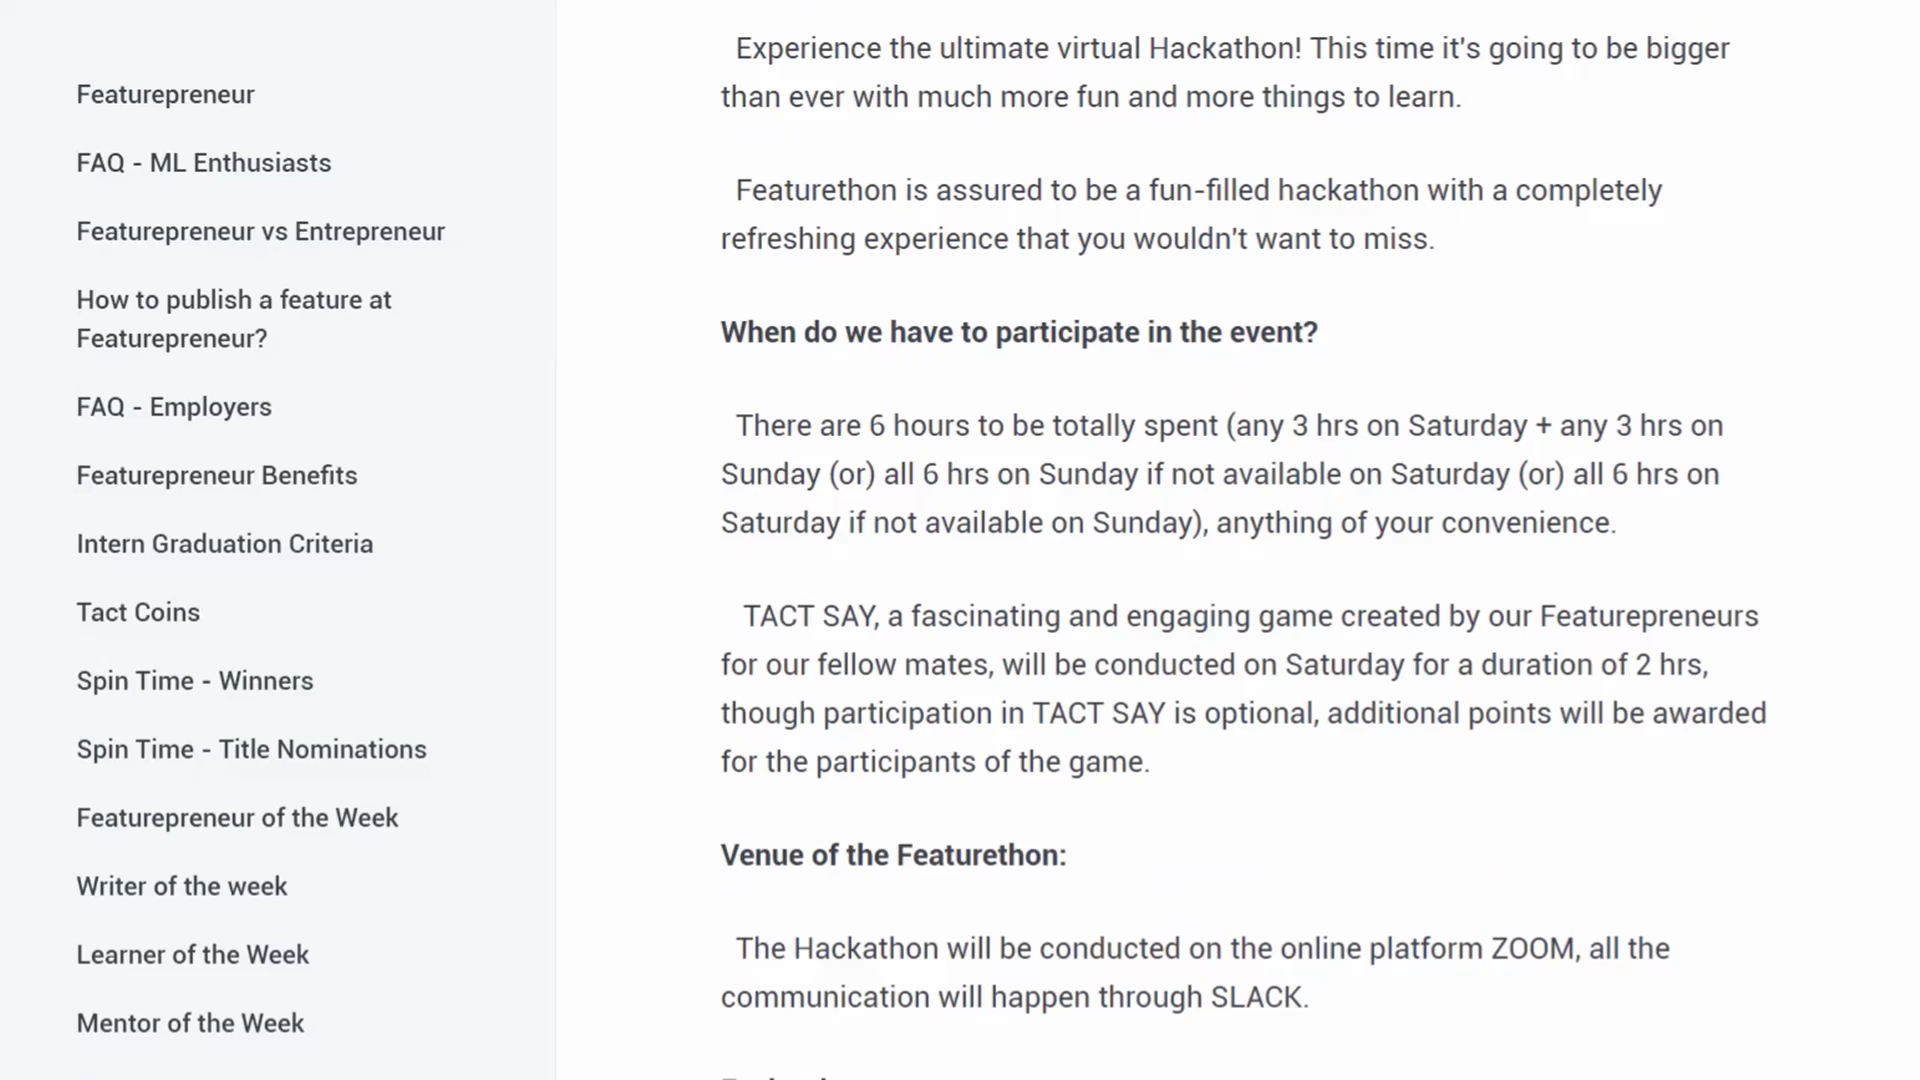 Featurepreneur
FAQ - ML Enthusiasts
Featurepreneur vs Entrepreneur
How to publish a feature at
Featurepreneur?
FAQ - Employers
Featurepreneur Benefits
Intern Graduation Criteria
Tact Coins
Spin Time - Winners
Spin Time - Title Nominations
Featurepreneur of the Week
Writer of the week
Learner of the Week
Mentor of the Week
Experience the ultimate virtual Hackathon! This time it's going to be bigger
than ever with much more fun and more things to learn.
Featurethon is assured to be a fun-filled hackathon with a completely
refreshing experience that you wouldn't want to miss.
When do we have to participate in the event?
There are 6 hours to be totally spent (any 3 hrs on Saturday + any 3 hrs on
Sunday (or) all 6 hrs on Sunday if not available on Saturday (or) all 6 hrs on
Saturday if not available on Sunday), anything of your convenience.
TACT SAY, a fascinating and engaging game created by our Featurepreneurs
for our fellow mates, will be conducted on Saturday for a duration of 2 hrs,
though participation in TACT SAY is optional, additional points will be awarded
for the participants of the game.
Venue of the Featurethon:
The Hackathon will be conducted on the online platform ZOOM, all the
communication will happen through SLACK.